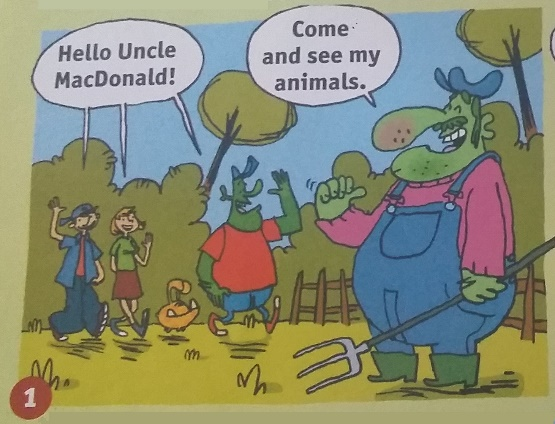 Hello Uncle
MacDonald!
Come
and see my
animals.
1